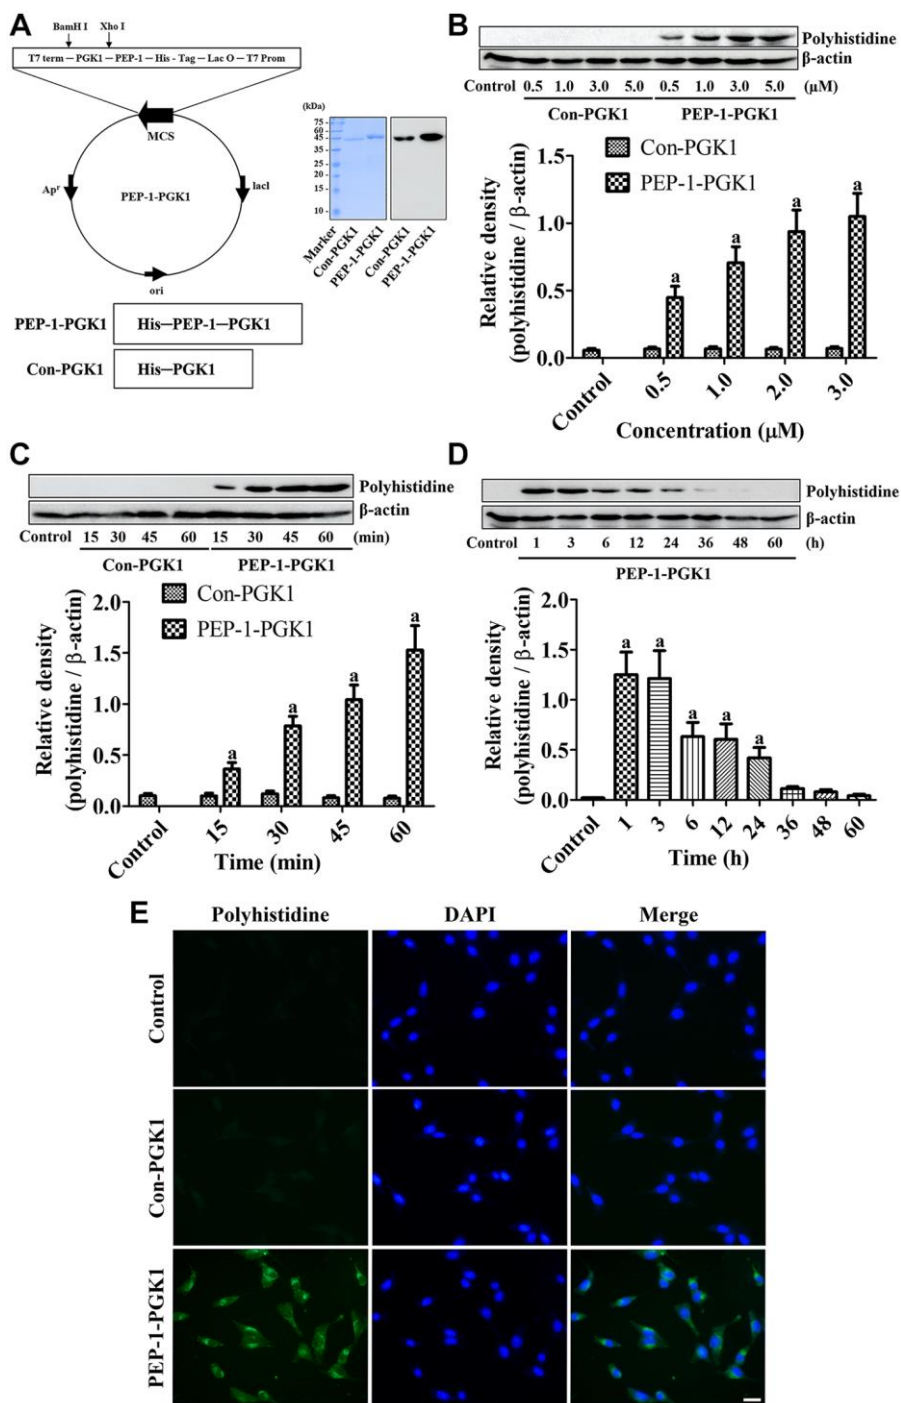 A
BamH I
Xho I
T7 term—PGK1—PEP-1—His - Tag—Lac O—T7 Prom
MCS
Apʳ
PEP-1-PGK1
lacI
ori
PEP-1-PGK1
His—PEP-1—PGK1
Con-PGK1
His—PGK1
(kDa)
75
60
45
35
25
20
15
10
Marker
Con-PGK1
PEP-1-PGK1
Con-PGK1
PEP-1-PGK1
B
Polyhistidine
β-actin
Control 0.5 1.0 3.0 5.0 0.5 1.0 3.0 5.0 (μM)
Con-PGK1 PEP-1-PGK1
Relative density
(polyhistidine / β-actin)
1.5
1.0
0.5
0.0
Con-PGK1
PEP-1-PGK1
a a a a
Control 0.5 1.0 2.0 3.0
Concentration (μM)
C
Polyhistidine
β-actin
Control 15 30 45 60 15 30 45 60 (min)
Con-PGK1 PEP-1-PGK1
Relative density
(polyhistidine / β-actin)
2.0
1.5
1.0
0.5
0.0
Con-PGK1
PEP-1-PGK1
a a a a
Control 15 30 45 60
Time (min)
D
Polyhistidine
β-actin
Control 1 3 6 12 24 36 48 60 (h)
PEP-1-PGK1
Relative density
(polyhistidine / β-actin)
2.0
1.5
1.0
0.5
0.0
a a a a a
Control 1 3 6 12 24 36 48 60
Time (h)
E
Polyhistidine DAPI Merge
Control
Con-PGK1
PEP-1-PGK1